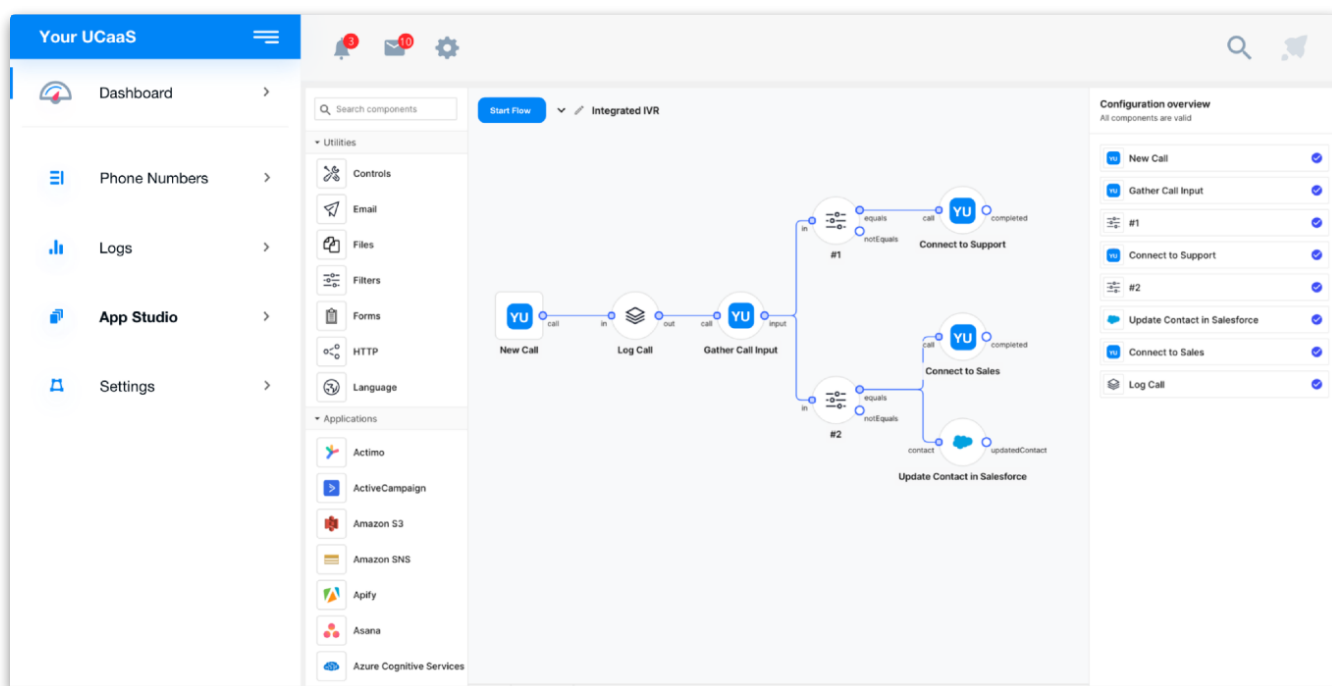 Your UCaaS
3
10
Dashboard
Phone Numbers
Logs
App Studio
Settings
Search components
Utilities
Controls
Email
Files
Filters
Forms
HTTP
Language
Applications
Actimo
ActiveCampaign
Amazon S3
Amazon SNS
Apify
Asana
Azure Cognitive Services
Start Flow
Integrated IVR
YU
call
New Call
in
out
Log Call
call
YU
input
Gather Call Input
in
equals
notEquals
#1
call
YU
completed
Connect to Support
in
equals
notEquals
#2
call
YU
completed
Connect to Sales
contact
updatedContact
Update Contact in Salesforce
Configuration overview
All components are valid
YU New Call
YU Gather Call Input
#1
YU Connect to Support
#2
Update Contact in Salesforce
YU Connect to Sales
Log Call